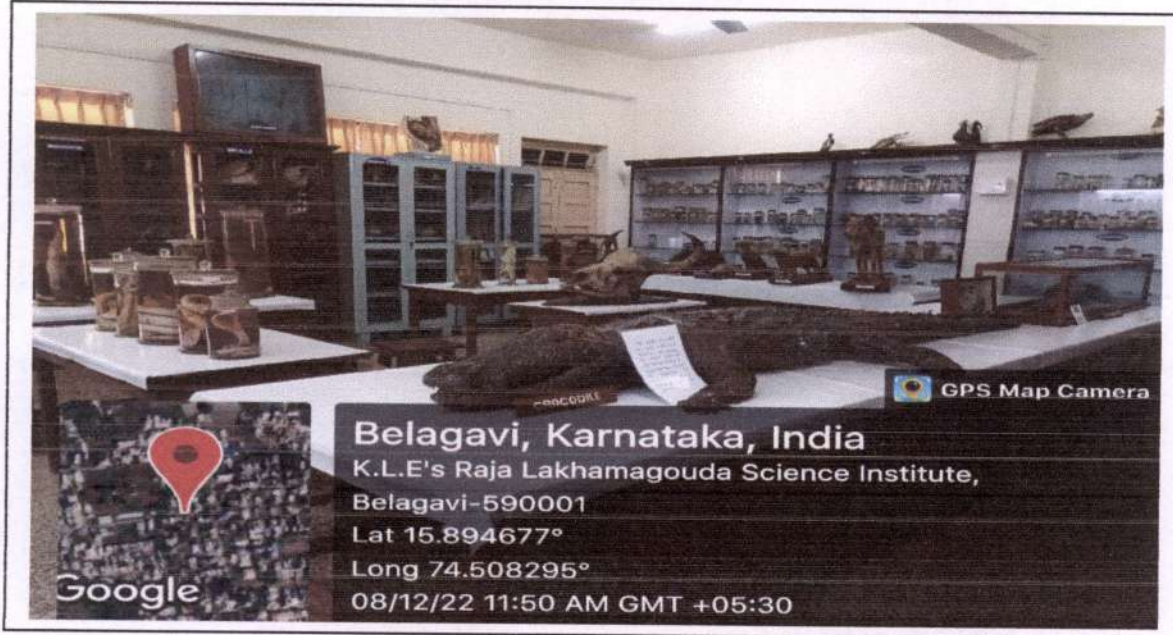 CROCODILE
GPS Map Camera
Belagavi, Karnataka, India
K.L.E's Raja Lakhamagouda Science Institute,
Belagavi-590001
Lat 15.894677°
Long 74.508295°
08/12/22 11:50 AM GMT +05:30
Google